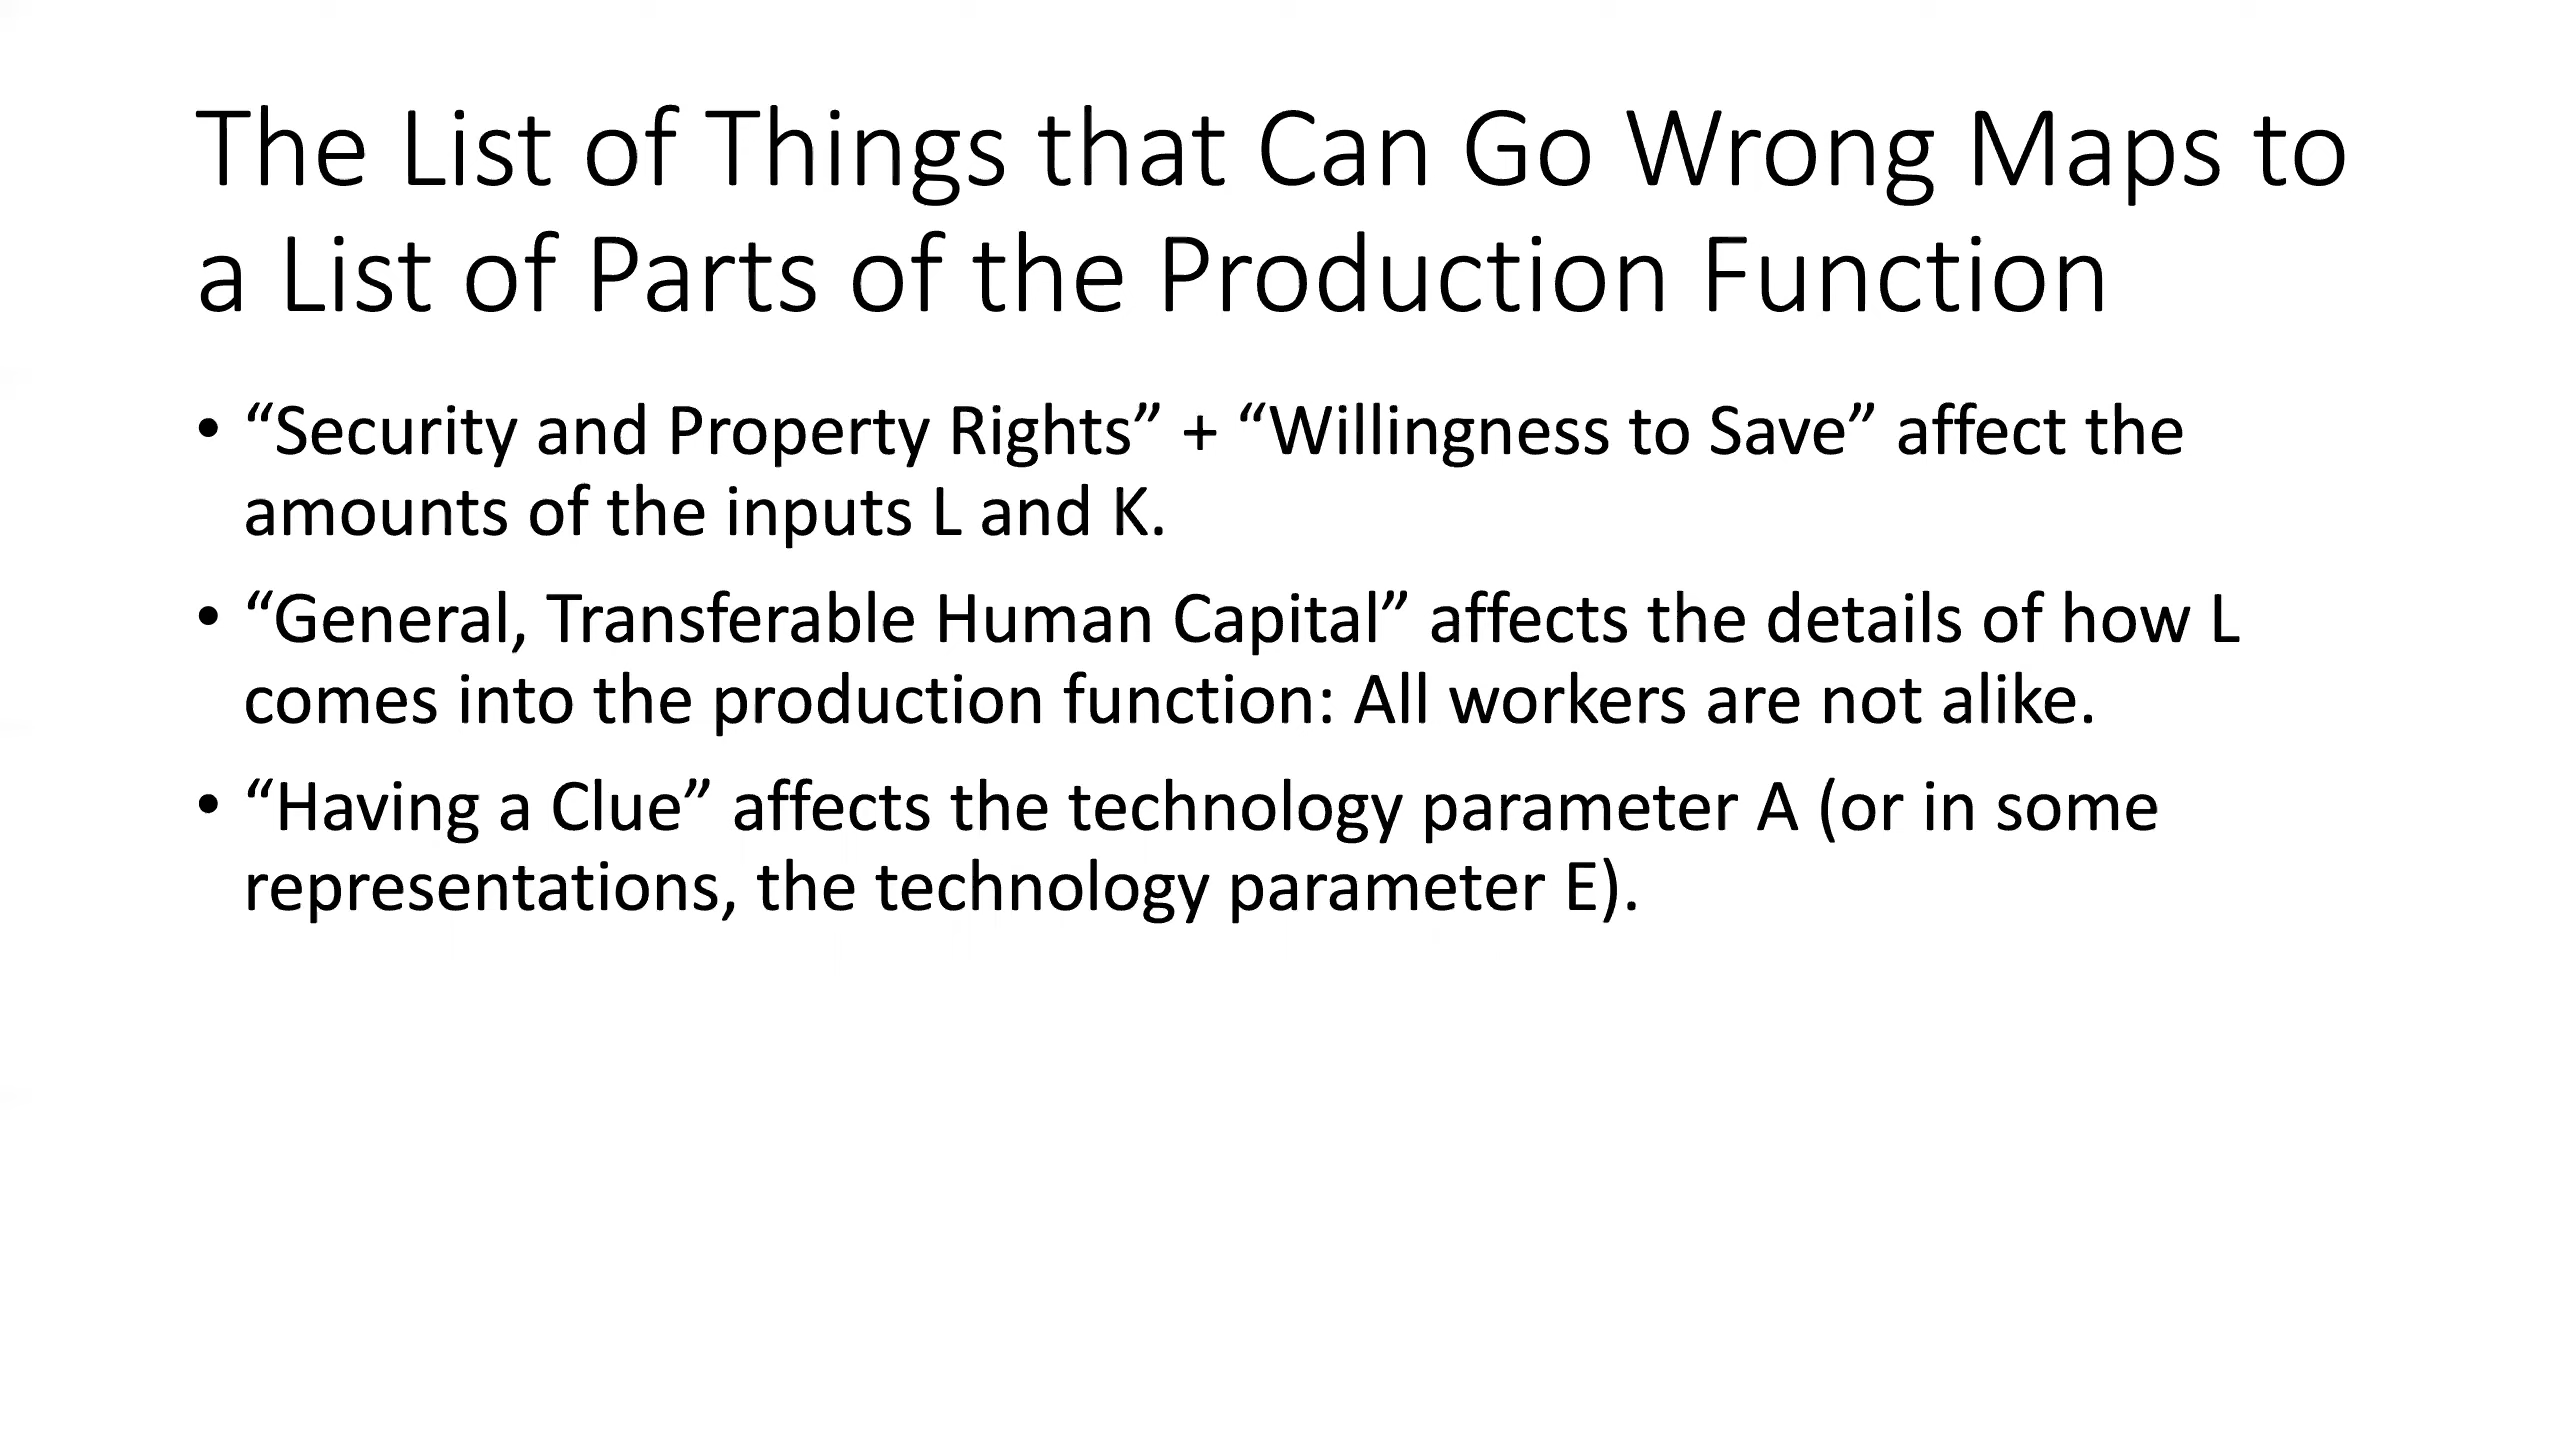 The List of Things that Can Go Wrong Maps to
a List of Parts of the Production Function
• “Security and Property Rights” + “Willingness to Save” affect the
amounts of the inputs L and K.
• “General, Transferable Human Capital” affects the details of how L
comes into the production function: All workers are not alike.
• “Having a Clue” affects the technology parameter A (or in some
representations, the technology parameter E).